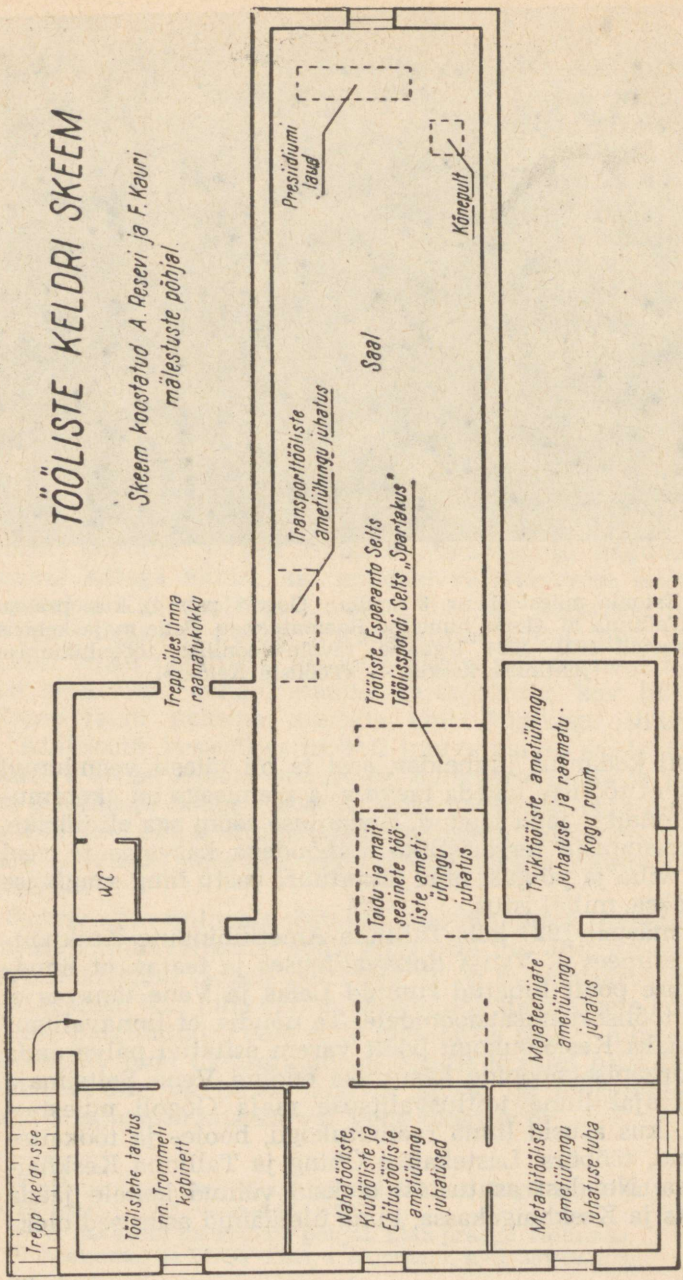 TÖÖLISTE KELDRI SKEEM
Skeem koostatud A. Resevi ja F. Kauri
mälestuste põhjal.
Trepp keldrisse
Töölislehe talitus
nn. Trommeli
kabinett
Nahatööliste,
Kiutööliste ja
Ehitustööliste
ametiühingu
juhatused
Metallitööliste
ametiühingu
juhatuse tuba
WC
Trepp üles linna
raamatukokku
Toidu- ja mait-
seainete töö-
liste ameti-
ühingu
juhatus
Majateenijate
ametiühingu
juhatus
Trükitööliste ametiühingu
juhatuse ja raamatu-
kogu ruum
Tööliste Esperanto Selts
Töölisspordi Selts „Spartakus"
Transporttööliste
ametiühingu juhatus
Saal
Presiidiumi
laud
Kõnepult